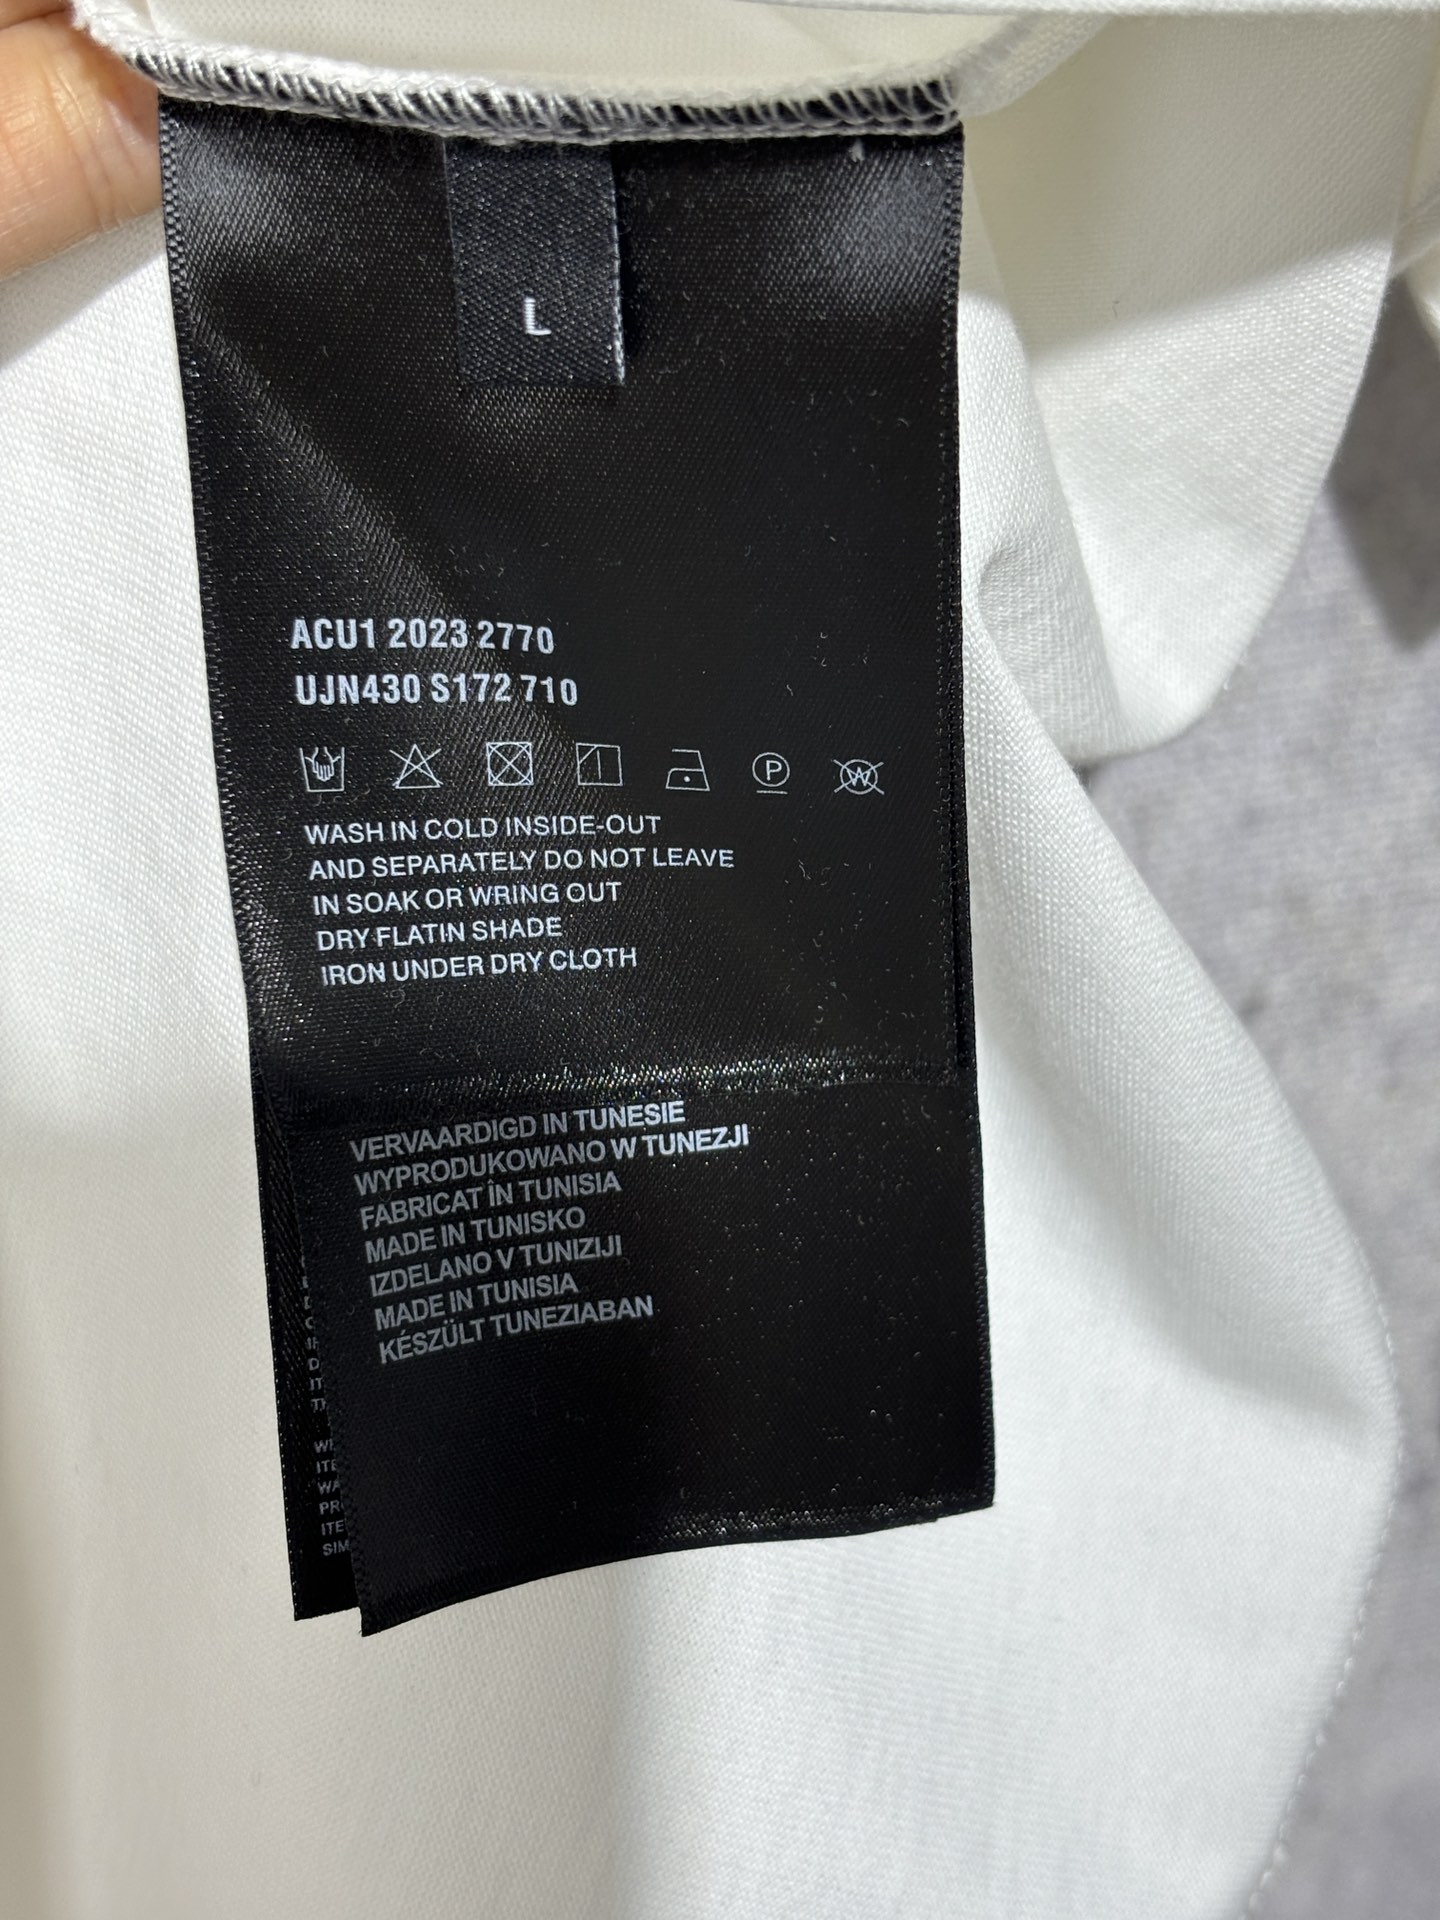 L
ACU1 2023 2770
UJN430 S172 710
P
W
WASH IN COLD INSIDE-OUT
AND SEPARATELY DO NOT LEAVE
IN SOAK OR WRING OUT
DRY FLATIN SHADE
IRON UNDER DRY CLOTH
VERVAARDIGD IN TUNESIE
WYPRODUKOWANO W TUNEZJI
FABRICAT ÎN TUNISIA
MADE IN TUNISKO
IZDELANO V TUNIZIJI
MADE IN TUNISIA
KÉSZÜLT TUNEZIABAN